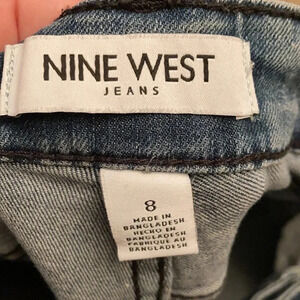 NINE WEST
JEANS
8
MADE IN
BANGLADESH
HECHO EN
BANGLADESH
FABRIQUE AU
BANGLADESH